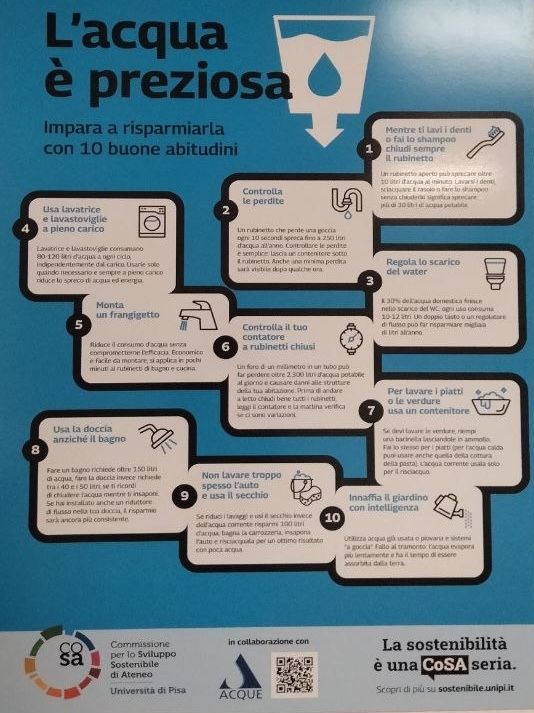 L'acqua
è preziosa
Impara a risparmiarla
con 10 buone abitudini
1
Mentre ti lavi i denti
o fai lo shampoo
chiudi sempre
il rubinetto
Un rubinetto aperto può sprecare oltre
10 litri d'acqua al minuto. Lavarsi i denti,
sciacquare il rasoio o fare lo shampoo
senza chiuderlo significa sprecare
più di 30 litri di acqua potabile.
2
Controlla
le perdite
Un rubinetto che perde una goccia
ogni 10 secondi spreca fino a 250 litri
d'acqua all'anno. Controllare le perdite
è semplice: lascia un contenitore sotto
il rubinetto. Anche una minima perdita
sarà visibile dopo qualche ora.
3
Regola lo scarico
del water
Il 30% dell'acqua domestica finisce
nello scarico del WC: ogni uso consuma
10-12 litri. Un doppio tasto o un regolatore
di flusso può far risparmiare migliaia
di litri all'anno.
4
Usa lavatrice
e lavastoviglie
a pieno carico
Lavatrice e lavastoviglie consumano
80-120 litri d'acqua a ogni ciclo,
indipendentemente dal carico. Usarle solo
quando necessario e sempre a pieno carico
riduce lo spreco di acqua ed energia.
5
Monta
un frangigetto
Riduce il consumo d'acqua senza
comprometterne l'efficacia. Economico
e facile da montare, si applica in pochi
minuti ai rubinetti di bagno e cucina.
6
Controlla il tuo
contatore
a rubinetti chiusi
Un foro di un millimetro in un tubo può
far perdere oltre 2.300 litri d'acqua potabile
al giorno e causare danni alle strutture
della tua abitazione. Prima di andare
a letto chiudi bene tutti i rubinetti,
leggi il contatore e la mattina verifica
se ci sono variazioni.
7
Per lavare i piatti
o le verdure
usa un contenitore
Se devi lavare le verdure, riempi
una bacinella lasciandole in ammollo.
Fai lo stesso per i piatti (per l'acqua calda
puoi usare anche quella della cottura
della pasta). L'acqua corrente usala solo
per il risciacquo.
8
Usa la doccia
anziché il bagno
Fare un bagno richiede oltre 150 litri
di acqua, fare la doccia invece richiede
tra i 40 e i 50 litri, se ti ricordi
di chiudere l'acqua mentre ti insaponi.
Se hai installato anche un riduttore
di flusso nella tua doccia, il risparmio
sarà ancora più consistente.
9
Non lavare troppo
spesso l'auto
e usa il secchio
Se riduci i lavaggi e usi il secchio invece
dell'acqua corrente risparmi 100 litri
d'acqua: bagna la carrozzeria, insapona
l'auto e risciacquala per un ottimo risultato
con poca acqua.
10
Innaffia il giardino
con intelligenza
Utilizza acqua già usata o piovana e sistemi
"a goccia". Fallo al tramonto: l'acqua evapora
più lentamente e ha il tempo di essere
assorbita dalla terra.
CO
sa
Commissione
per lo Sviluppo
Sostenibile
di Ateneo
Università di Pisa
in collaborazione con
ACQUE
La sostenibilità
è una CoSA seria.
Scopri di più su sostenibile.unipi.it